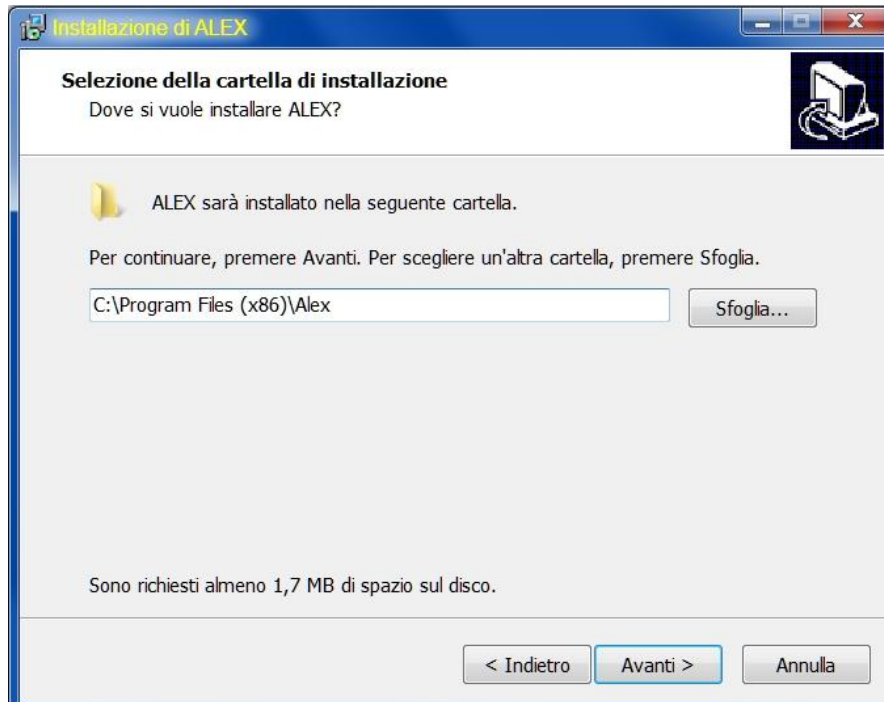 Installazione di ALEX
Selezione della cartella di installazione
Dove si vuole installare ALEX?
ALEX sarà installato nella seguente cartella.
Per continuare, premere Avanti. Per scegliere un'altra cartella, premere Sfoglia.
C:\Program Files (x86)\Alex
Sfoglia...
Sono richiesti almeno 1,7 MB di spazio sul disco.
< Indietro
Avanti >
Annulla